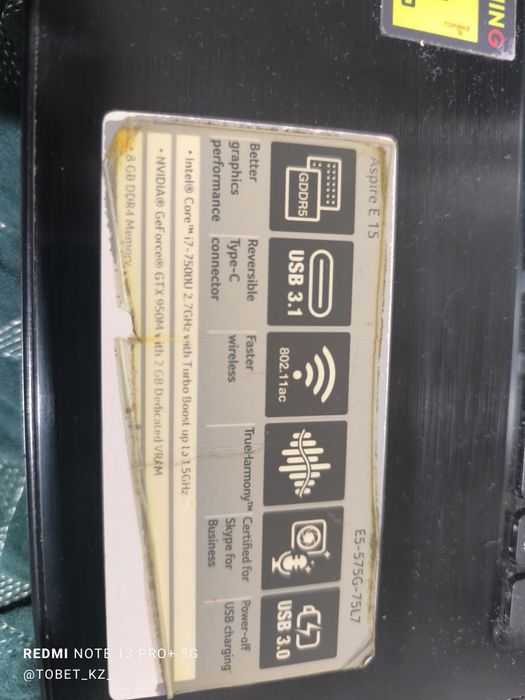 Aspire E 15
E5-575G-75L7
GDDR5
USB 3.1
802.11ac
USB 3.0
Better
graphics
performance
Reversible
Type-C
connector
Faster
wireless
TrueHarmony™
Certified for
Skype for
Business
Power-off
USB charging
• Intel® Core™ i7-7500U 2.7GHz with Turbo Boost up to 3.5GHz
• NVIDIA® GeForce® GTX 950M with 2 GB Dedicated VRAM
• 8 GB DDR4 Memory
REDMI NOTE 13 PRO+ 5G
@TOBET_KZ_